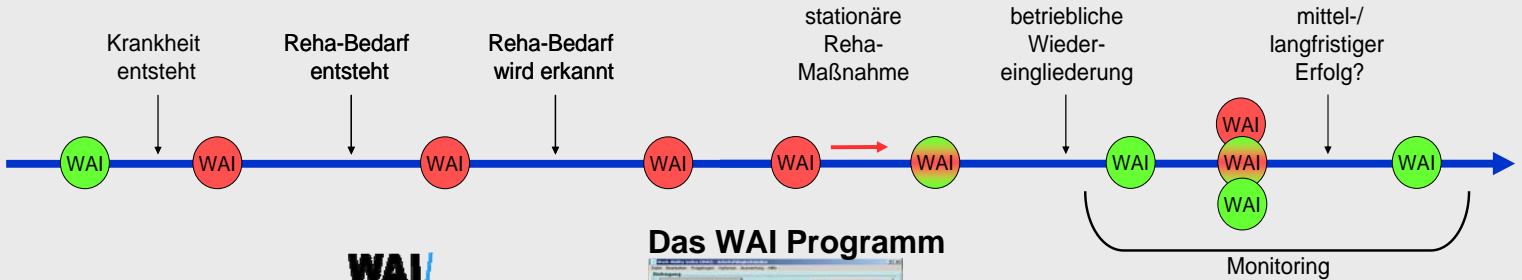 Krankheit
entsteht
Reha-Bedarf
entsteht
Reha-Bedarf
wird erkannt
stationäre
Reha-
Maßnahme
betriebliche
Wieder-
eingliederung
mittel-/
langfristiger
Erfolg?
WAI
WAI
WAI
WAI
WAI
WAI
WAI
WAI
WAI
WAI
WAI
Monitoring
WAI/
Das WAI Programm